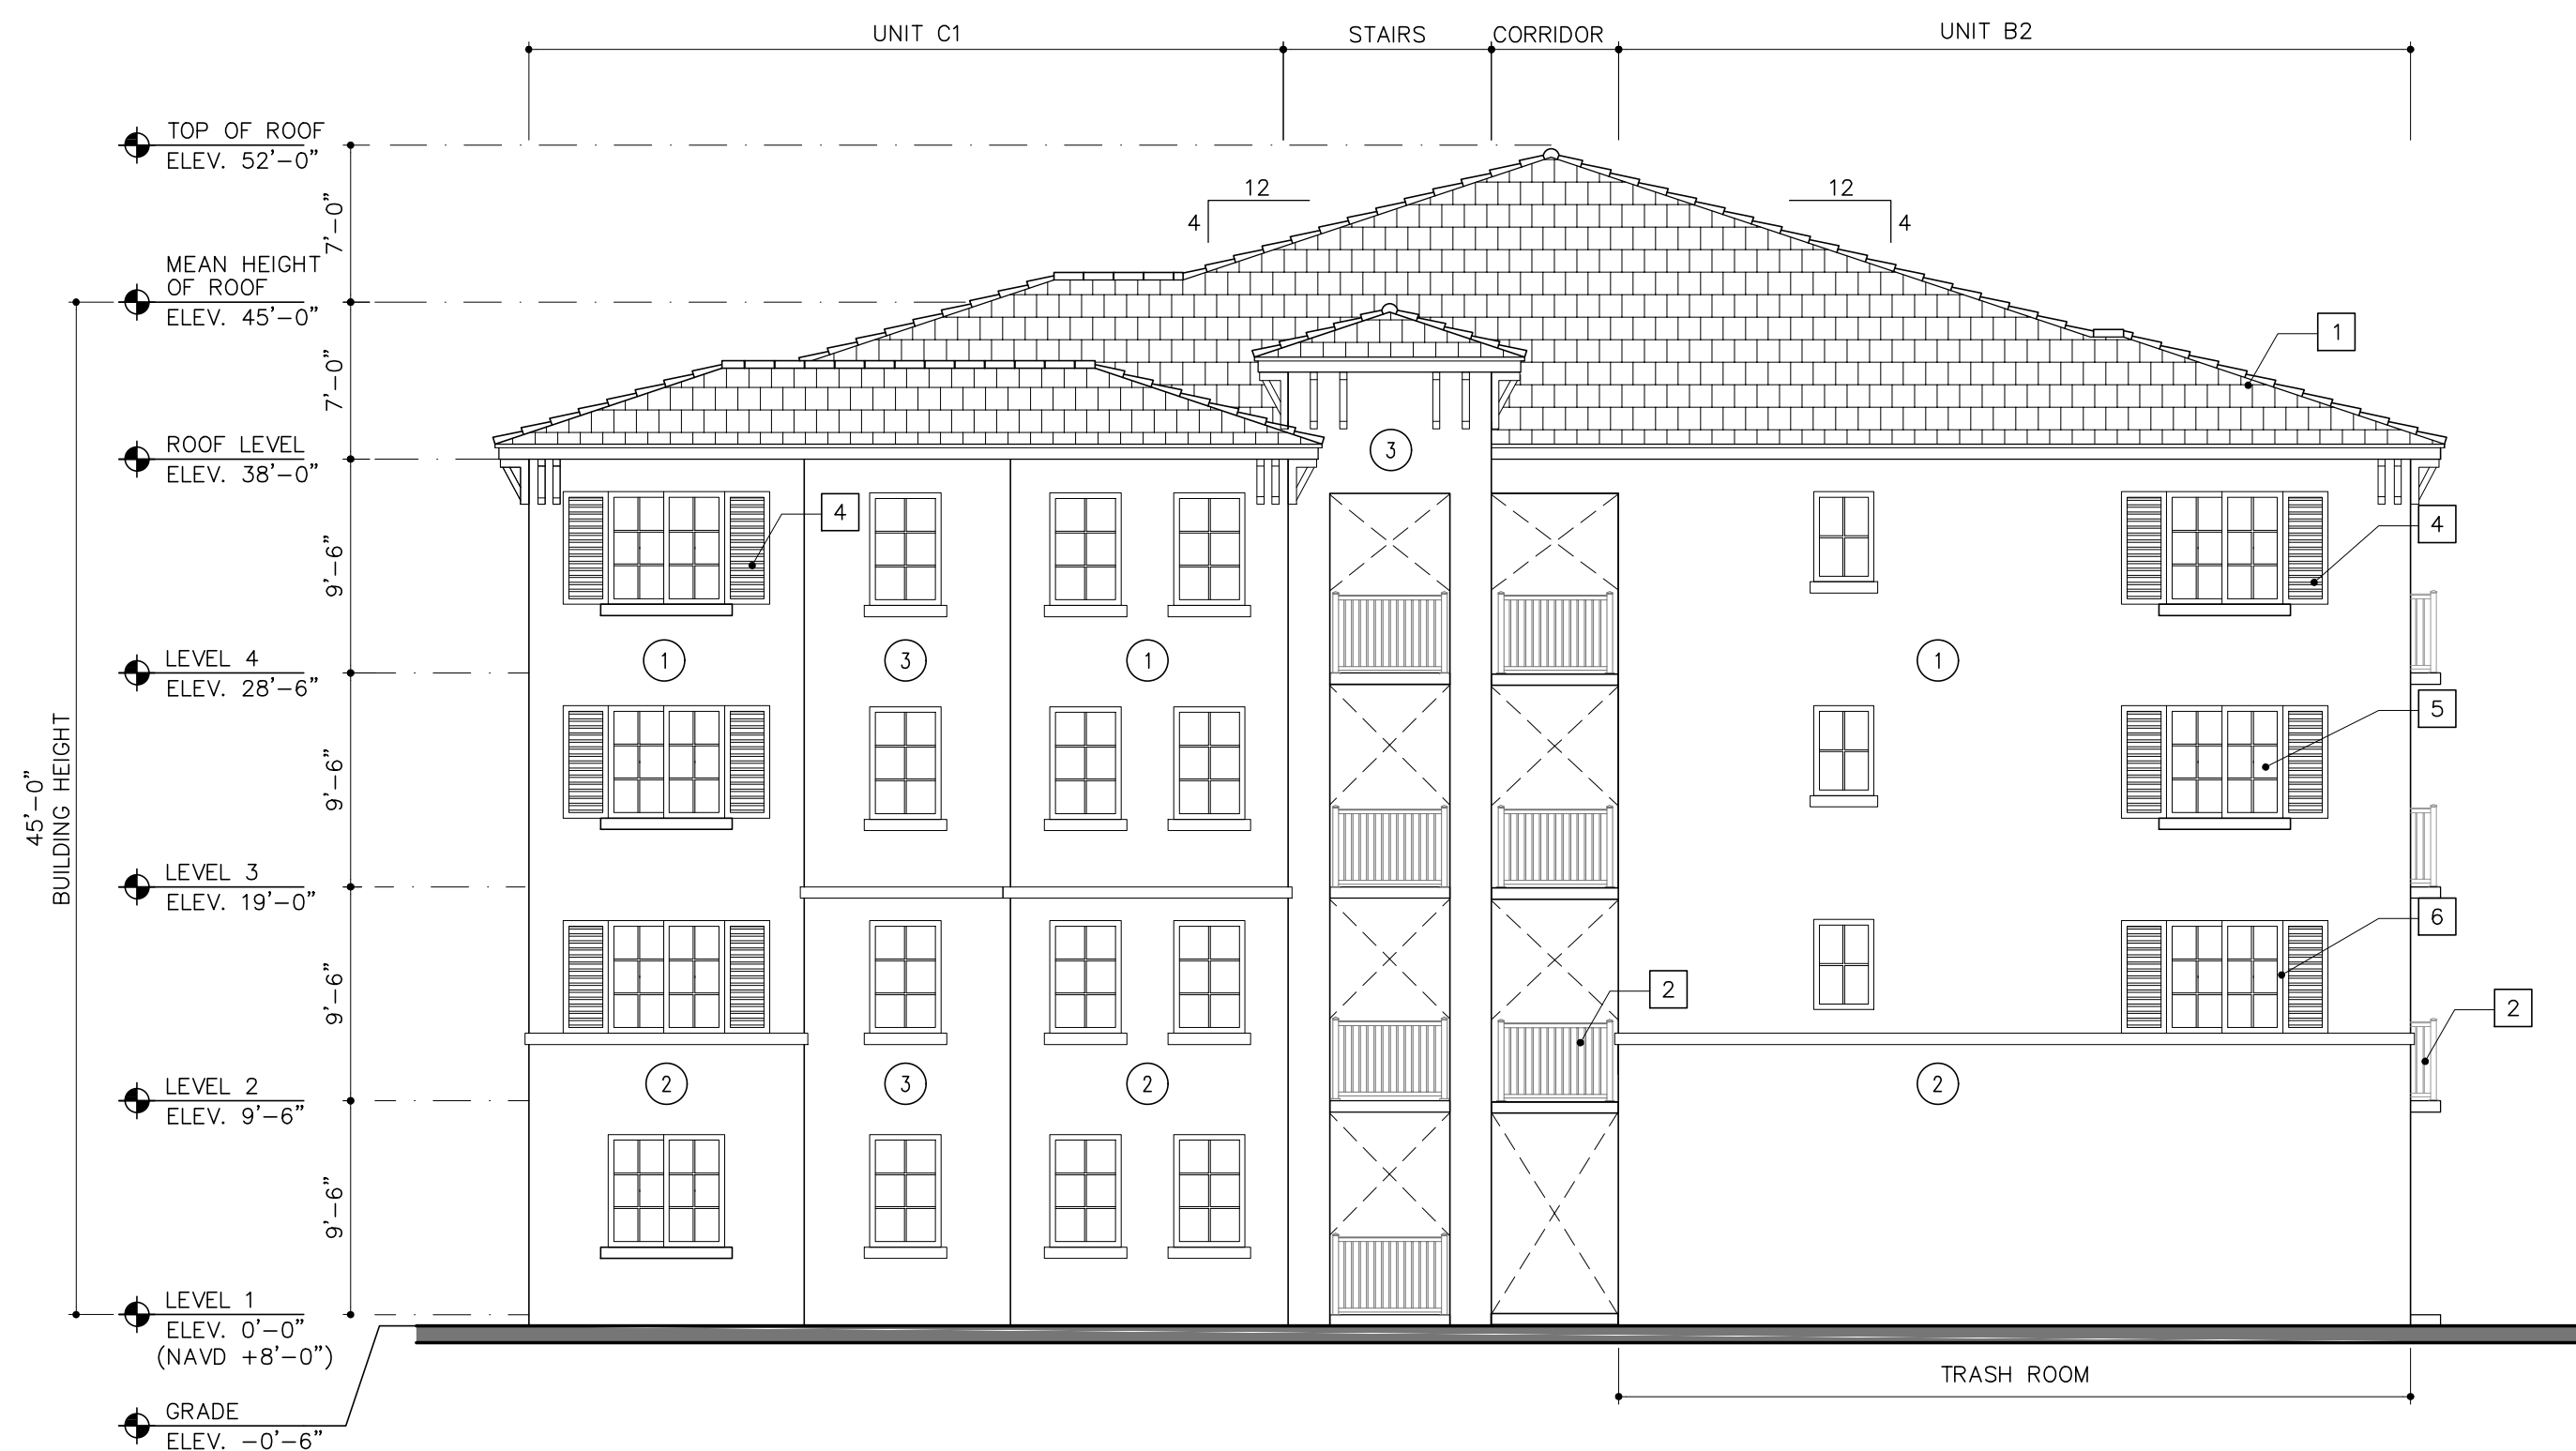 UNIT C1
STAIRS
CORRIDOR
UNIT B2
TOP OF ROOF
ELEV. 52'-0"
7'-0"
12
4
12
4
MEAN HEIGHT
OF ROOF
ELEV. 45'-0"
1
7'-0"
ROOF LEVEL
ELEV. 38'-0"
3
4
4
9'-6"
LEVEL 4
ELEV. 28'-6"
1
3
1
1
5
45'-0"
BUILDING HEIGHT
9'-6"
LEVEL 3
ELEV. 19'-0"
6
9'-6"
2
2
LEVEL 2
ELEV. 9'-6"
2
3
2
2
9'-6"
LEVEL 1
ELEV. 0'-0"
(NAVD +8'-0")
TRASH ROOM
GRADE
ELEV. -0'-6"